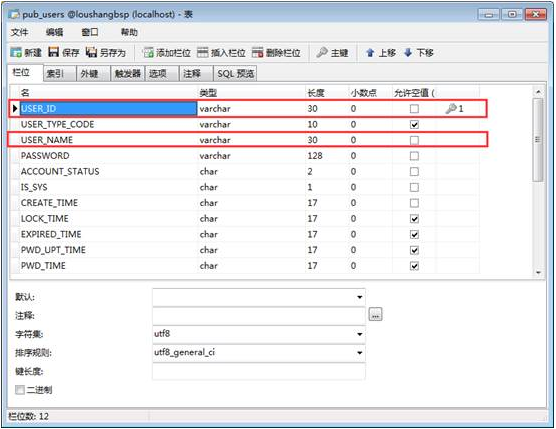 pub_users @loushangbsp (localhost) - 表
文件 编辑 窗口 帮助
新建 保存 另存为 添加栏位 插入栏位 删除栏位 主键 上移 下移
栏位 索引 外键 触发器 选项 注释 SQL 预览
名 类型 长度 小数点 允许空值 (
USER_ID varchar 30 0 1
USER_TYPE_CODE varchar 10 0
USER_NAME varchar 30 0
PASSWORD varchar 128 0
ACCOUNT_STATUS char 2 0
IS_SYS char 1 0
CREATE_TIME char 17 0
LOCK_TIME char 17 0
EXPIRED_TIME char 17 0
PWD_UPT_TIME char 17 0
PWD_TIME char 17 0
默认:
注释:
...
字符集: utf8
排序规则: utf8_general_ci
键长度:
二进制
栏位数: 12